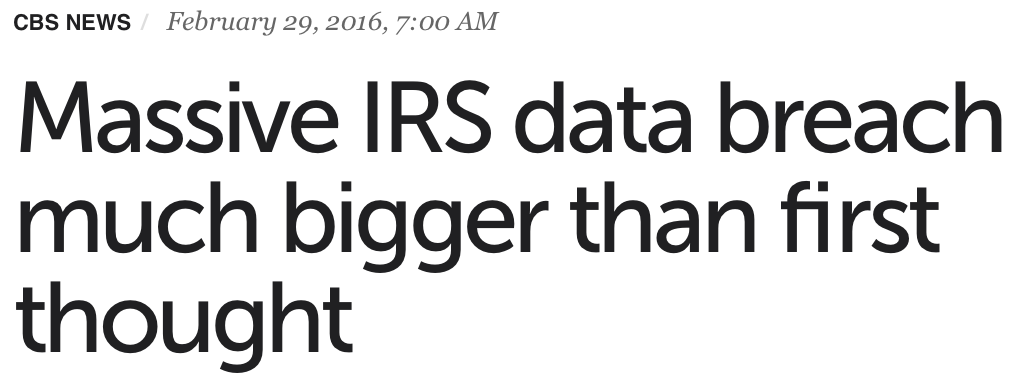 CBS NEWS / February 29, 2016, 7:00 AM
Massive IRS data breach
much bigger than first
thought